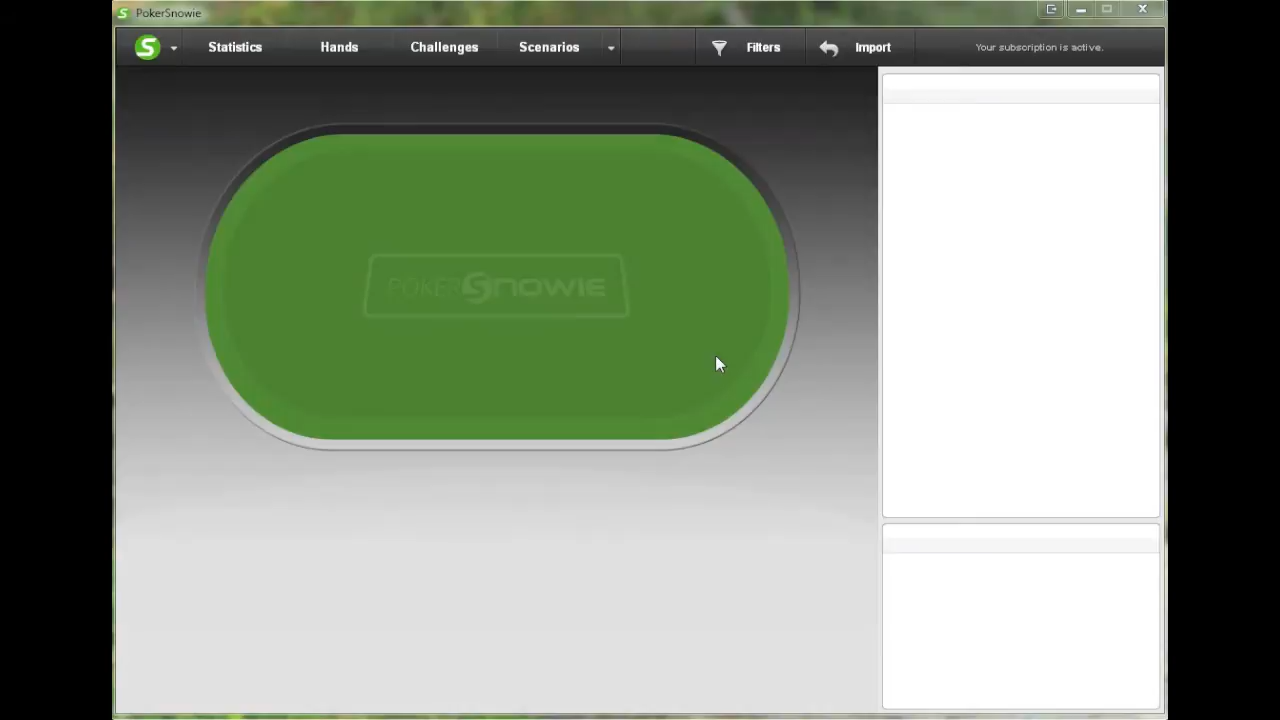 PokerSnowie
S Statistics Hands Challenges Scenarios Filters Import Your subscription is active.
POKERSNOWIE